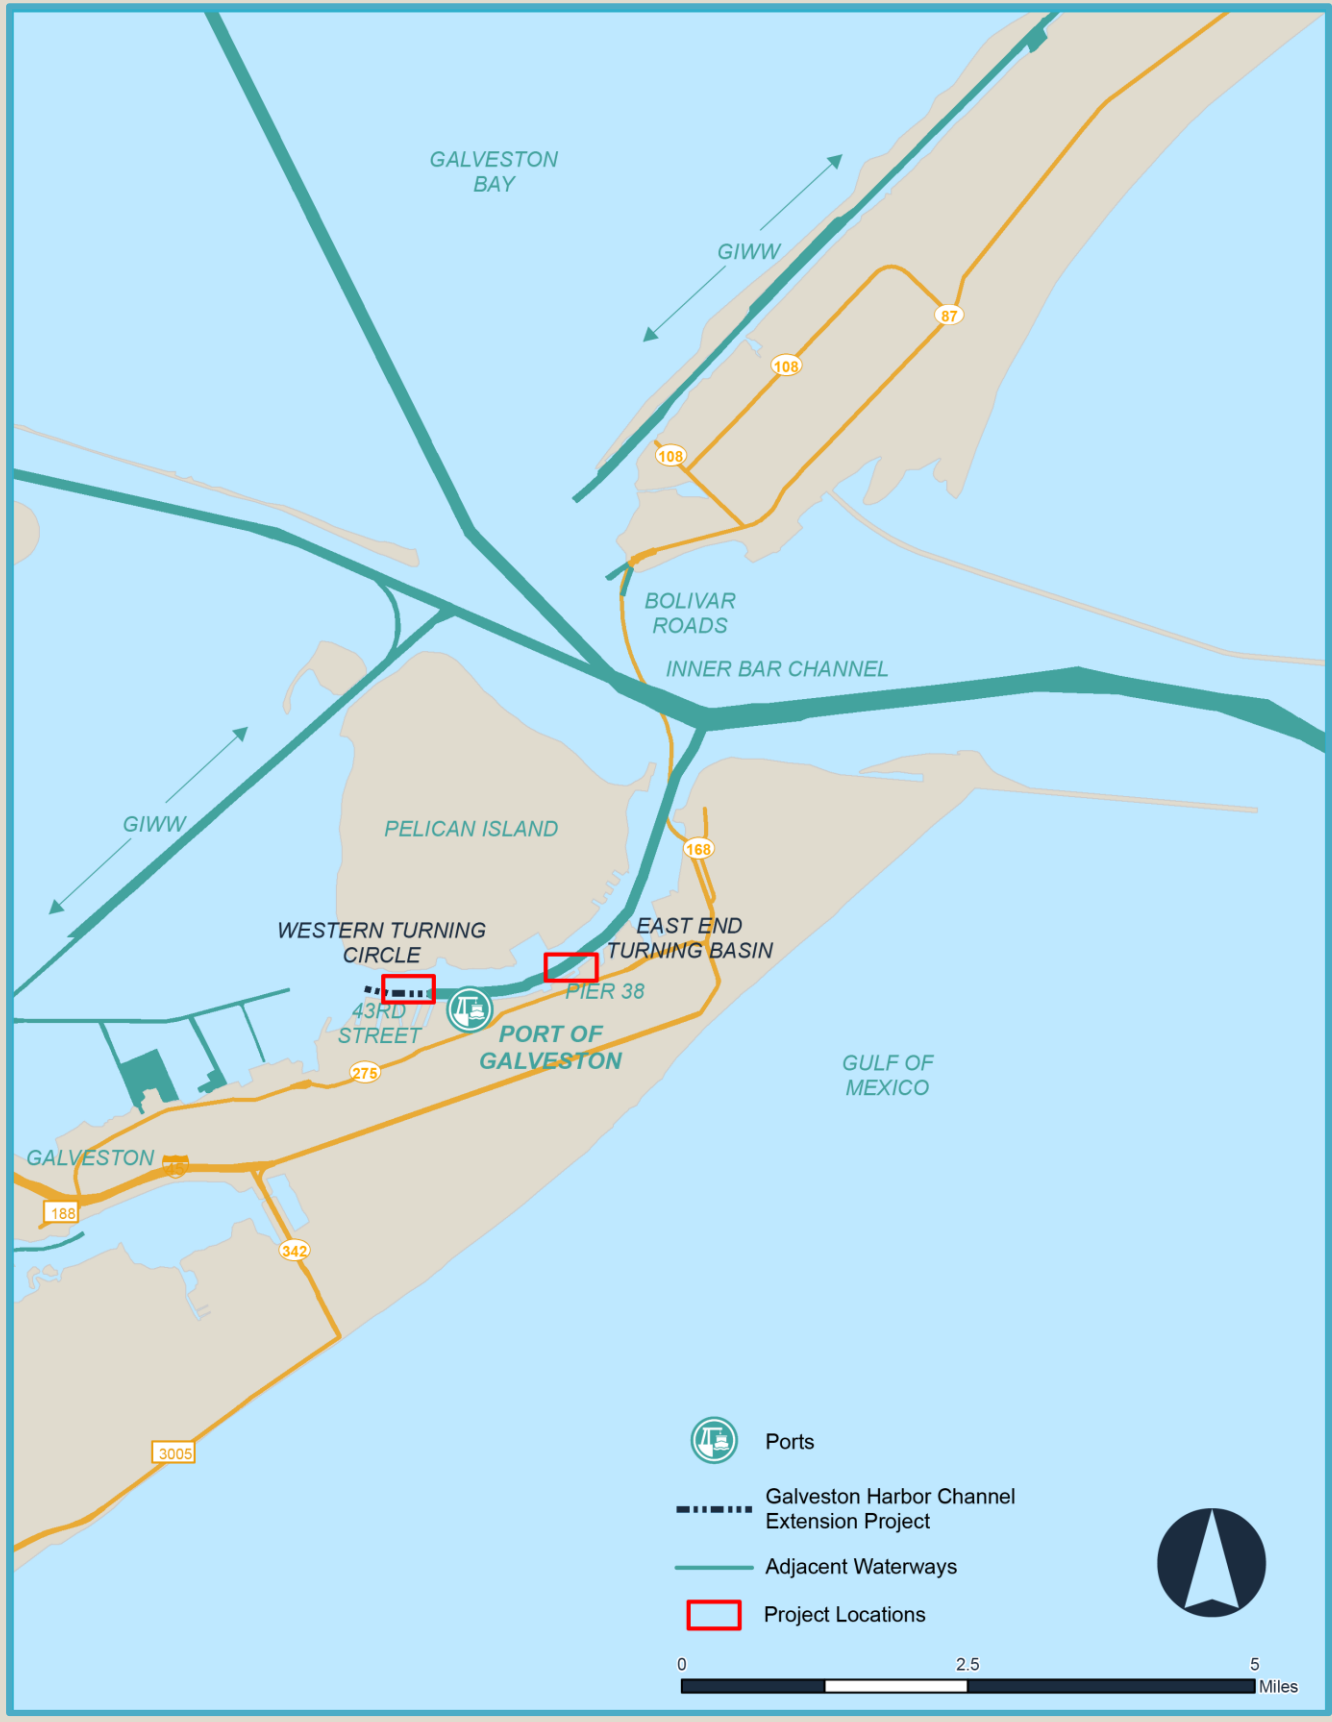 GALVESTON
BAY
GIWW
87
108
108
BOLIVAR
ROADS
INNER BAR CHANNEL
GIWW
PELICAN ISLAND
168
WESTERN TURNING
CIRCLE
EAST END
TURNING BASIN
PIER 38
43RD
STREET
PORT OF
GALVESTON
275
GULF OF
MEXICO
GALVESTON
45
188
342
3005
Ports
Galveston Harbor Channel
Extension Project
Adjacent Waterways
Project Locations
0
2.5
5
Miles